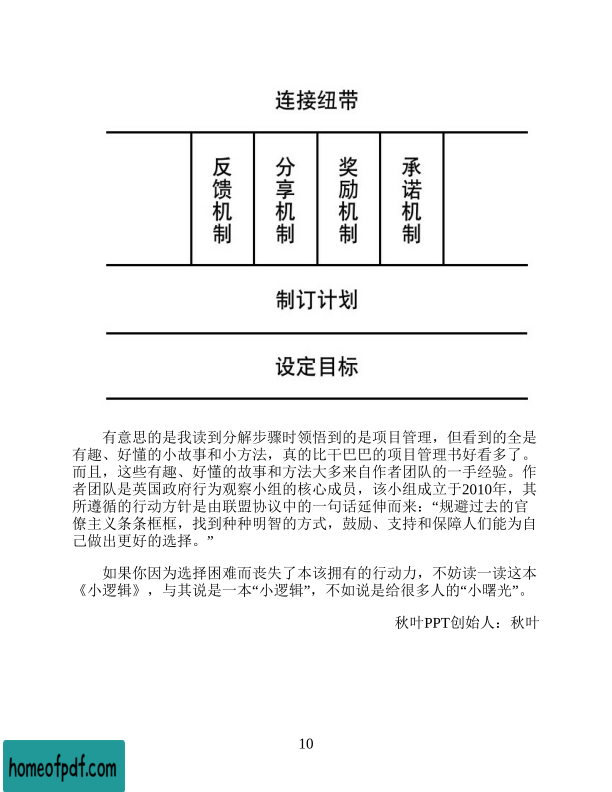 连接纽带
反馈机制
分享机制
奖励机制
承诺机制
制订计划
设定目标
有意思的是我读到分解步骤时领悟到的是项目管理，但看到的全是
有趣、好懂的小故事和小方法，真的比干巴巴的项目管理书好看多了。
而且，这些有趣、好懂的故事和方法大多来自作者团队的一手经验。作
者团队是英国政府行为观察小组的核心成员，该小组成立于2010年，其
所遵循的行动方针是由联盟协议中的一句话延伸而来：“规避过去的官
僚主义条条框框，找到种种明智的方式，鼓励、支持和保障人们能为自
己做出更好的选择。”
如果你因为选择困难而丧失了本该拥有的行动力，不妨读一读这本
《小逻辑》，与其说是一本“小逻辑”，不如说是给很多人的“小曙光”。
秋叶PPT创始人：秋叶
10
homeofpdf.com